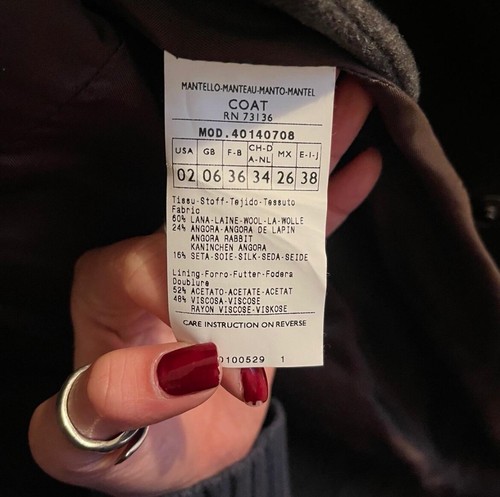 MANTELLO-MANTEAU-MANTO-MANTEL
COAT
RN 73136
MOD. 40140708
USA GB F-B CH-D A-NL MX E-I-J
02 06 36 34 26 38
Tissu-Stoff-Tejido-Tessuto
Fabric
60% LANA-LAINE-WOOL-LA-WOLLE
24% ANGORA-ANGORA DE LAPIN
ANGORA RABBIT
KANINCHEN ANGORA
16% SETA-SOIE-SILK-SEDA-SEIDE
Lining-Forro-Futter-Fodera
Doublure
52% ACETATO-ACETATE-ACETAT
48% VISCOSA-VISCOSE
RAYON VISCOSE-VISKOSE
CARE INSTRUCTION ON REVERSE
0100529 1